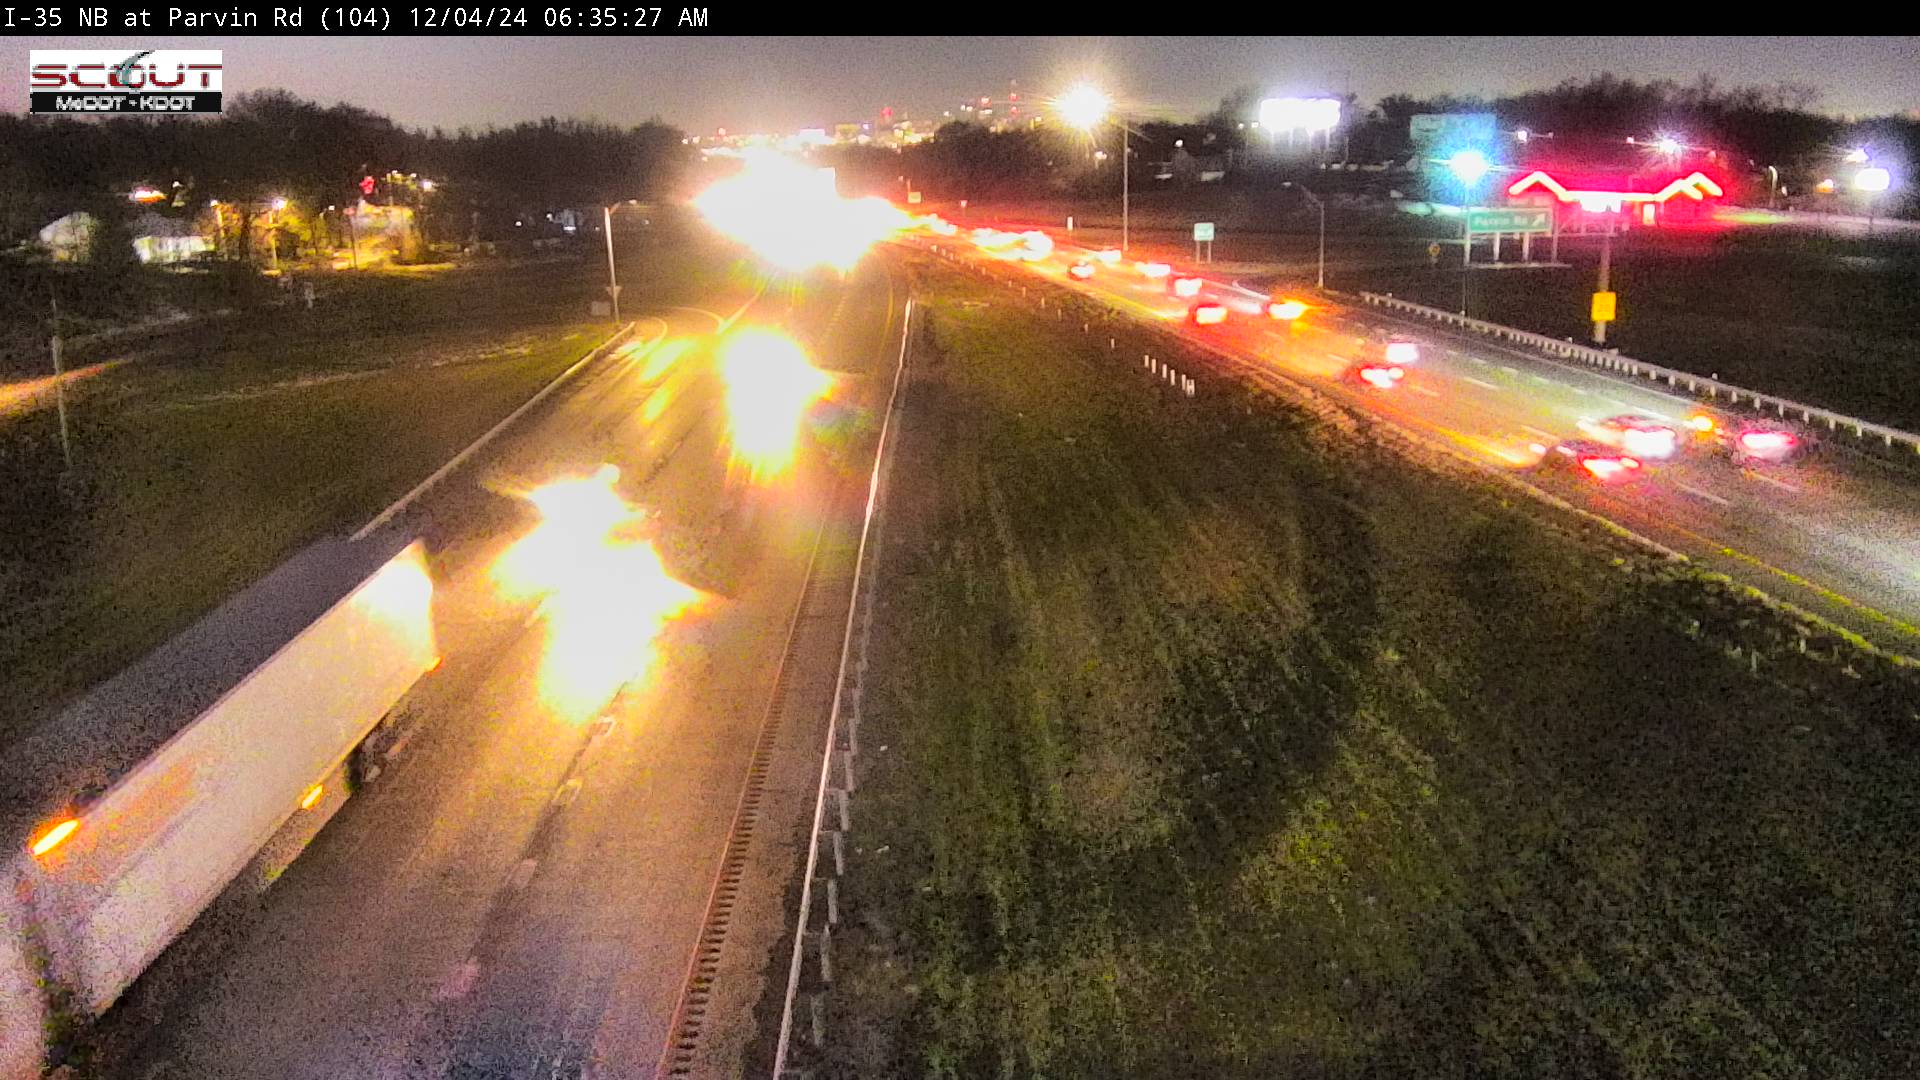 I-35 NB at Parvin Rd (104) 12/04/24 06:35:27 AM
SCOUT
MoDOT - KDOT
Parvin Rd